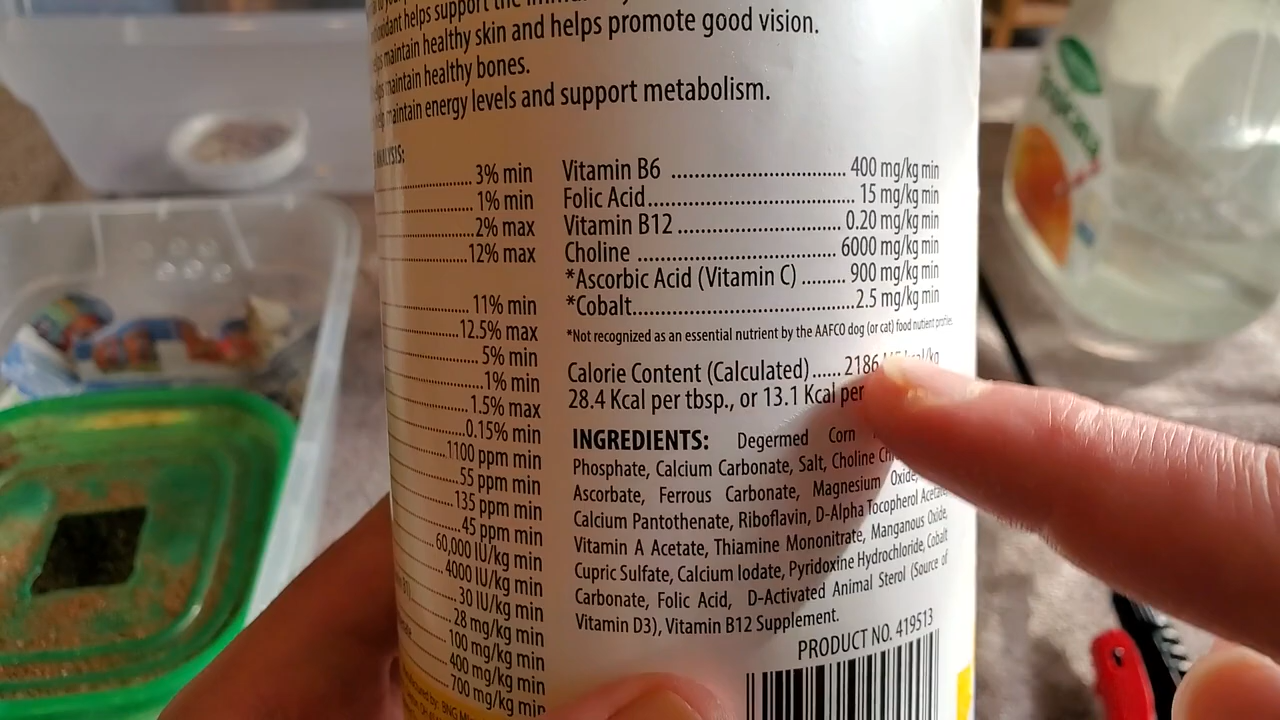 helps support the
maintain healthy skin and helps promote good vision.
maintain healthy bones.
maintain energy levels and support metabolism.
3% min
1% min
2% max
12% max
11% min
12.5% max
5% min
1% min
1.5% max
0.15% min
1100 ppm min
55 ppm min
135 ppm min
45 ppm min
60,000 IU/kg min
4000 IU/kg min
30 IU/kg min
28 mg/kg min
100 mg/kg min
400 mg/kg min
700 mg/kg min
Vitamin B6 400 mg/kg min
Folic Acid 15 mg/kg min
Vitamin B12 0.20 mg/kg min
Choline 6000 mg/kg min
*Ascorbic Acid (Vitamin C) 900 mg/kg min
*Cobalt 2.5 mg/kg min
*Not recognized as an essential nutrient by the AAFCO dog (or cat) food nutrient profiles.
Calorie Content (Calculated) 2186
28.4 Kcal per tbsp., or 13.1 Kcal per
INGREDIENTS: Degermed Corn
Phosphate, Calcium Carbonate, Salt, Choline
Ascorbate, Ferrous Carbonate, Magnesium Oxide,
Calcium Pantothenate, Riboflavin, D-Alpha Tocopherol Acetate,
Vitamin A Acetate, Thiamine Mononitrate, Manganous Oxide,
Cupric Sulfate, Calcium Iodate, Pyridoxine Hydrochloride, Cobalt
Carbonate, Folic Acid, D-Activated Animal Sterol (Source of
Vitamin D3), Vitamin B12 Supplement.
PRODUCT NO. 419513